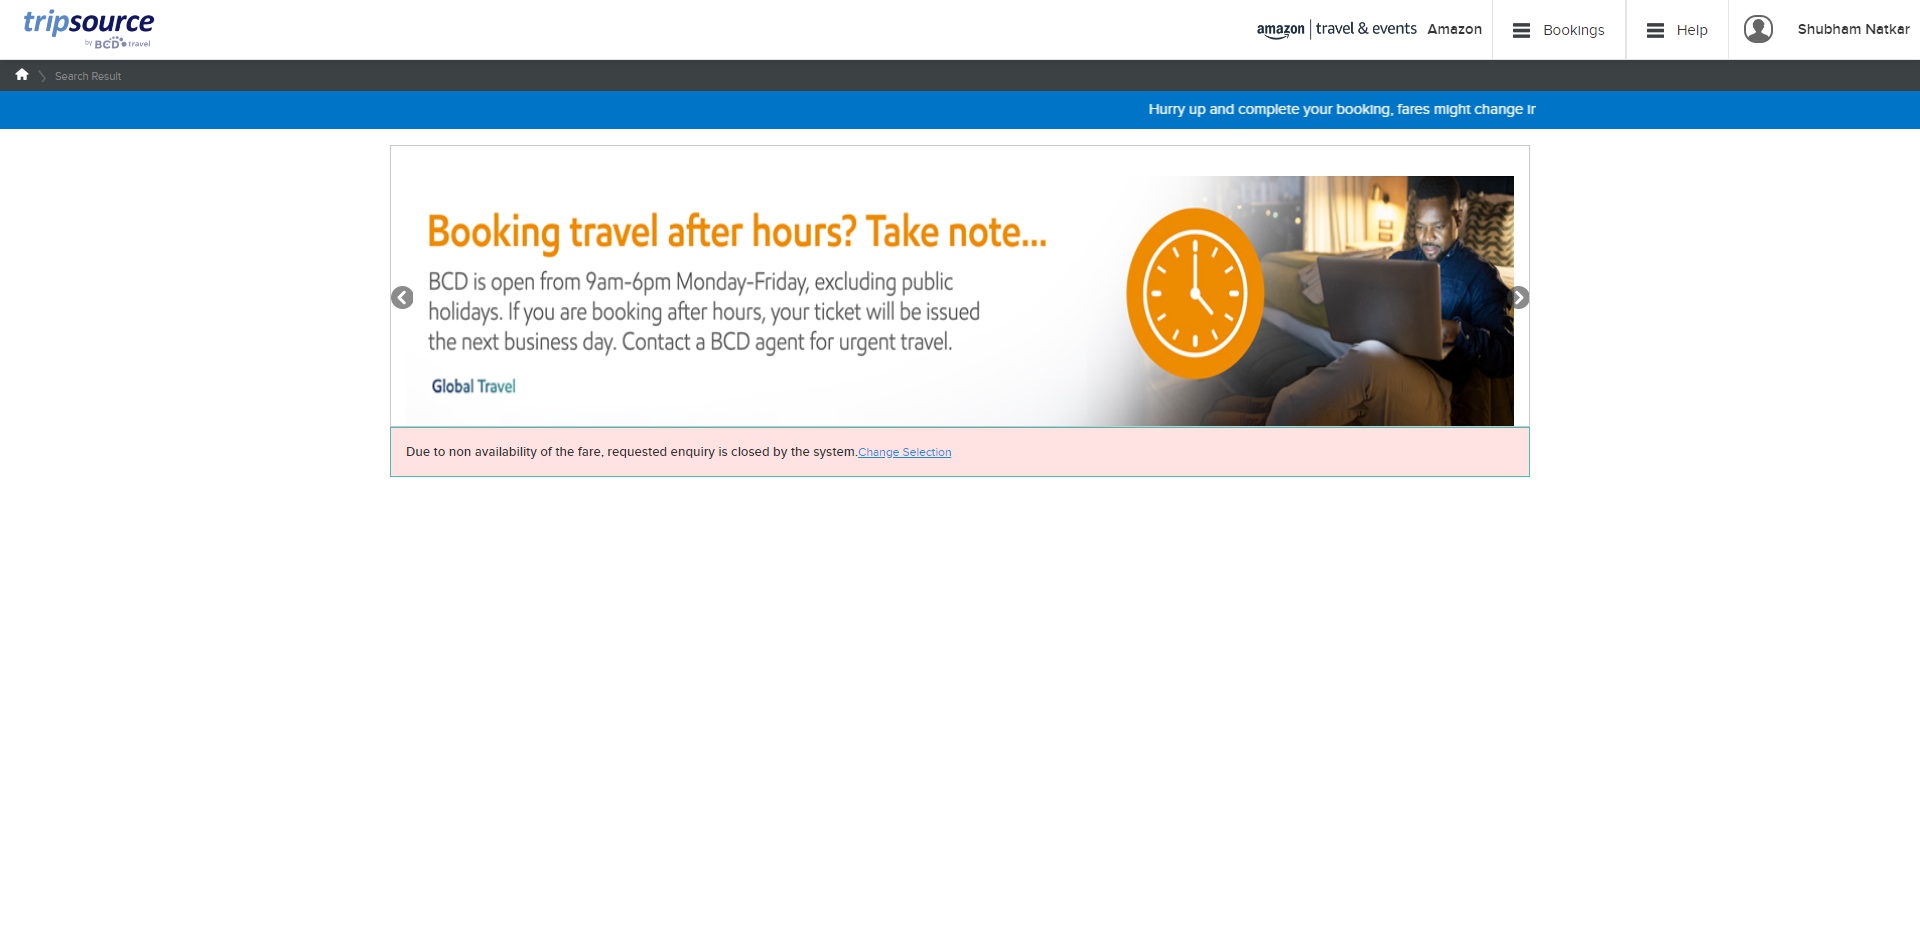 tripsource
by BCD travel
amazon | travel & events Amazon
Bookings
Help
Shubham Natkar
Search Result
Hurry up and complete your booking, fares might change in
Booking travel after hours? Take note...
BCD is open from 9am-6pm Monday-Friday, excluding public
holidays. If you are booking after hours, your ticket will be issued
the next business day. Contact a BCD agent for urgent travel.
Global Travel
Due to non availability of the fare, requested enquiry is closed by the system.Change Selection